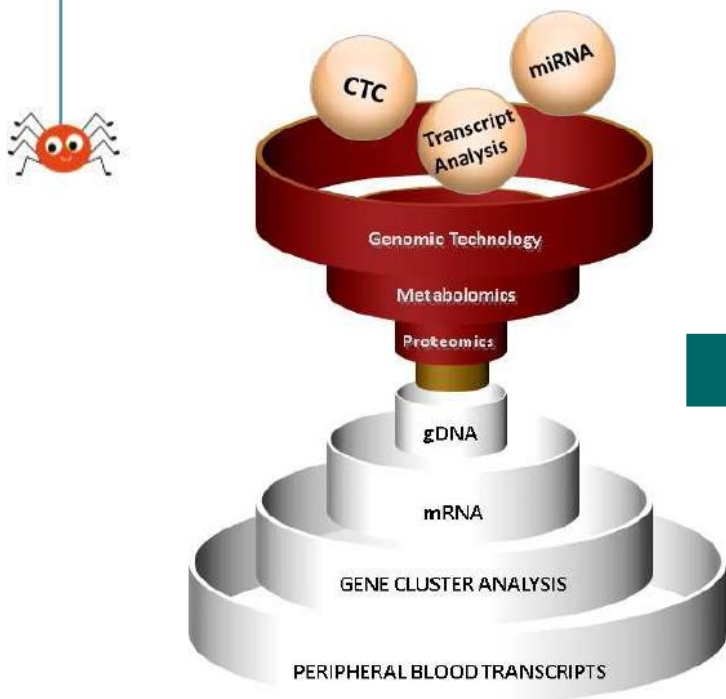 CTC
miRNA
Transcript
Analysis
Genomic Technology
Metabolomics
Proteomics
gDNA
mRNA
GENE CLUSTER ANALYSIS
PERIPHERAL BLOOD TRANSCRIPTS